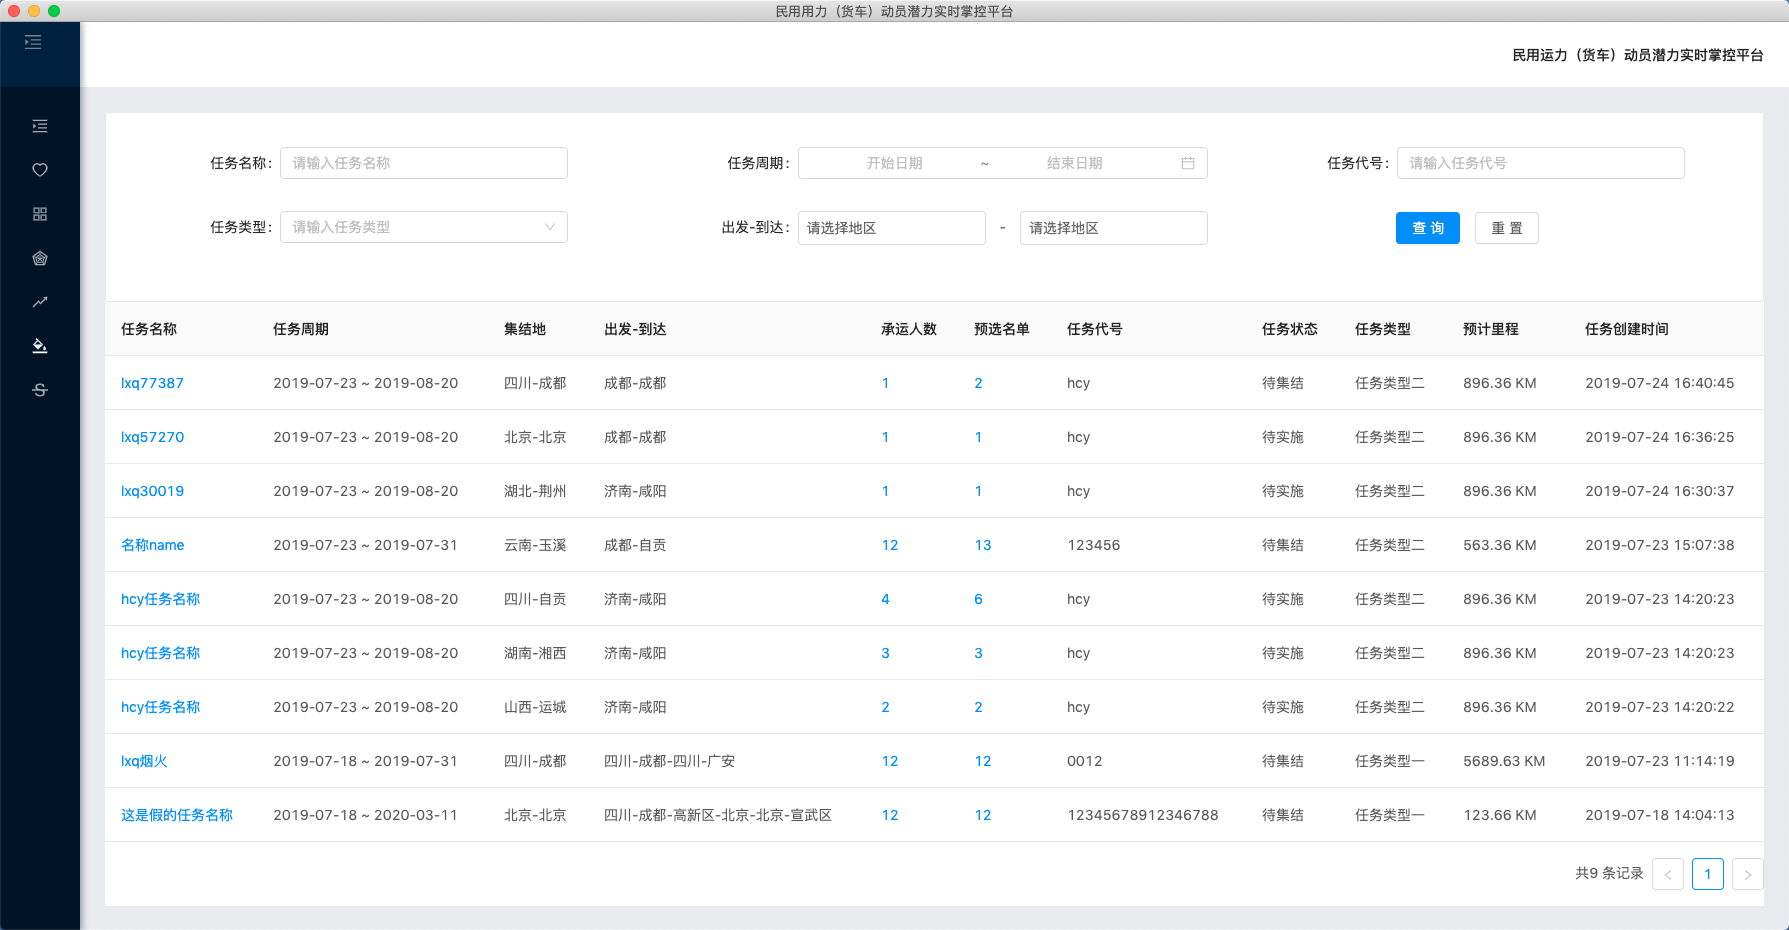 民用用力（货车）动员潜力实时掌控平台
民用运力（货车）动员潜力实时掌控平台
任务名称: 请输入任务名称 任务周期: 开始日期 ~ 结束日期 任务代号: 请输入任务代号
任务类型: 请输入任务类型 出发-到达: 请选择地区 - 请选择地区 查 询 重 置
任务名称 任务周期 集结地 出发-到达 承运人数 预选名单 任务代号 任务状态 任务类型 预计里程 任务创建时间
lxq77387 2019-07-23 ~ 2019-08-20 四川-成都 成都-成都 1 2 hcy 待集结 任务类型二 896.36 KM 2019-07-24 16:40:45
lxq57270 2019-07-23 ~ 2019-08-20 北京-北京 成都-成都 1 1 hcy 待实施 任务类型二 896.36 KM 2019-07-24 16:36:25
lxq30019 2019-07-23 ~ 2019-08-20 湖北-荆州 济南-咸阳 1 1 hcy 待实施 任务类型二 896.36 KM 2019-07-24 16:30:37
名称name 2019-07-23 ~ 2019-07-31 云南-玉溪 成都-自贡 12 13 123456 待集结 任务类型二 563.36 KM 2019-07-23 15:07:38
hcy任务名称 2019-07-23 ~ 2019-08-20 四川-自贡 济南-咸阳 4 6 hcy 待实施 任务类型二 896.36 KM 2019-07-23 14:20:23
hcy任务名称 2019-07-23 ~ 2019-08-20 湖南-湘西 济南-咸阳 3 3 hcy 待实施 任务类型二 896.36 KM 2019-07-23 14:20:23
hcy任务名称 2019-07-23 ~ 2019-08-20 山西-运城 济南-咸阳 2 2 hcy 待实施 任务类型二 896.36 KM 2019-07-23 14:20:22
lxq烟火 2019-07-18 ~ 2019-07-31 四川-成都 四川-成都-四川-广安 12 12 0012 待集结 任务类型一 5689.63 KM 2019-07-23 11:14:19
这是假的任务名称 2019-07-18 ~ 2020-03-11 北京-北京 四川-成都-高新区-北京-北京-宣武区 12 12 12345678912346788 待集结 任务类型一 123.66 KM 2019-07-18 14:04:13
共9 条记录 < 1 >